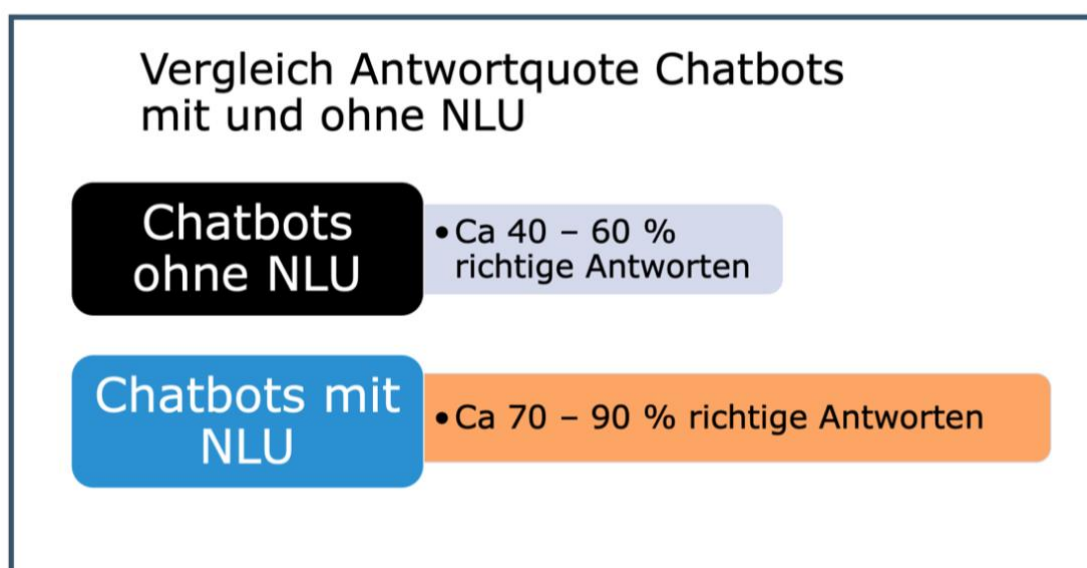 Vergleich Antwortquote Chatbots
mit und ohne NLU
Chatbots
ohne NLU
• Ca 40 – 60 %
richtige Antworten
Chatbots mit
NLU
• Ca 70 – 90 % richtige Antworten